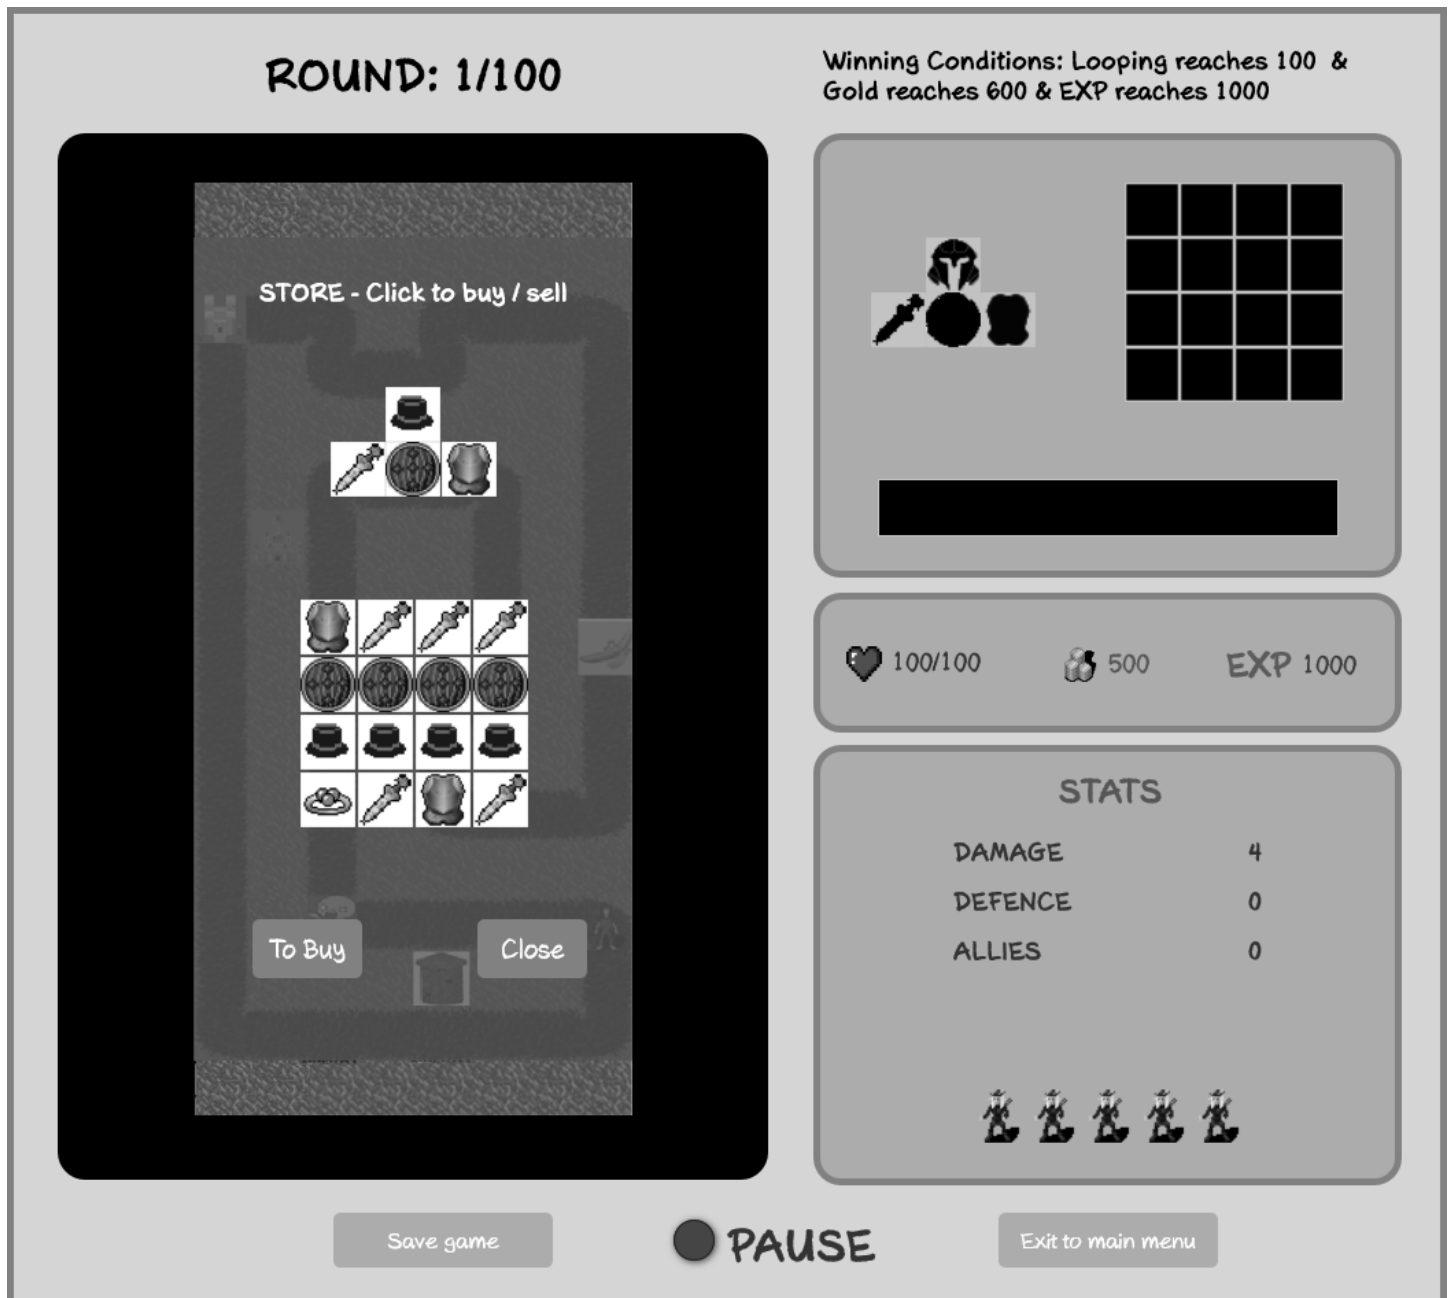 ROUND: 1/100
Winning Conditions: Looping reaches 100 &
Gold reaches 600 & EXP reaches 1000
STORE - Click to buy / sell
To Buy
Close
100/100
500
EXP 1000
STATS
DAMAGE 4
DEFENCE 0
ALLIES 0
Save game
PAUSE
Exit to main menu